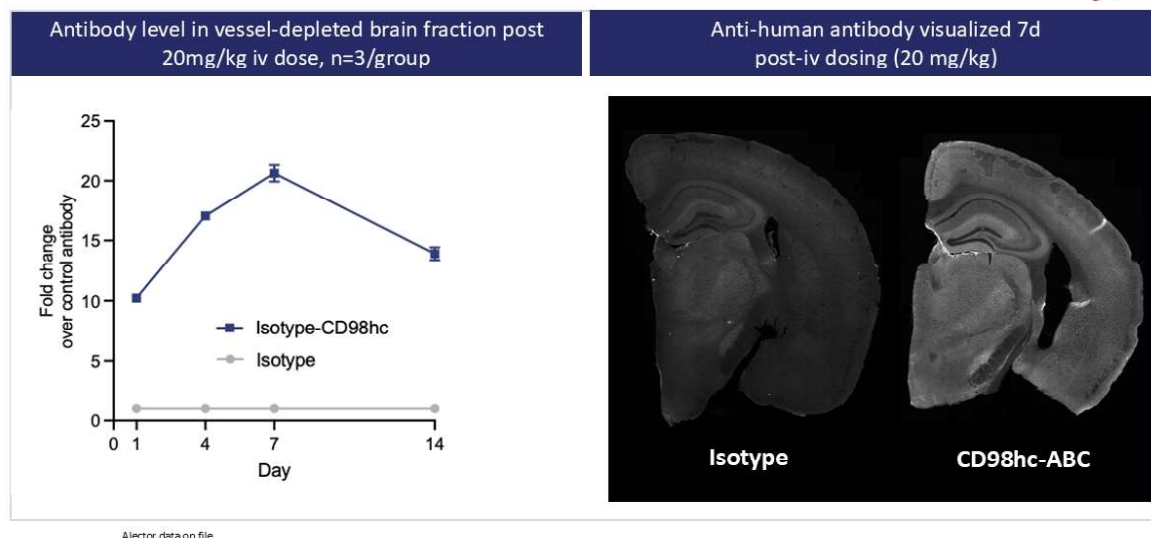 Antibody level in vessel-depleted brain fraction post
20mg/kg iv dose, n=3/group
Anti-human antibody visualized 7d
post-iv dosing (20 mg/kg)
Fold change
over control antibody
25
20
15
10
5
0
Isotype-CD98hc
Isotype
0 1 4 7 14
Day
Isotype
CD98hc-ABC
Alector data on file